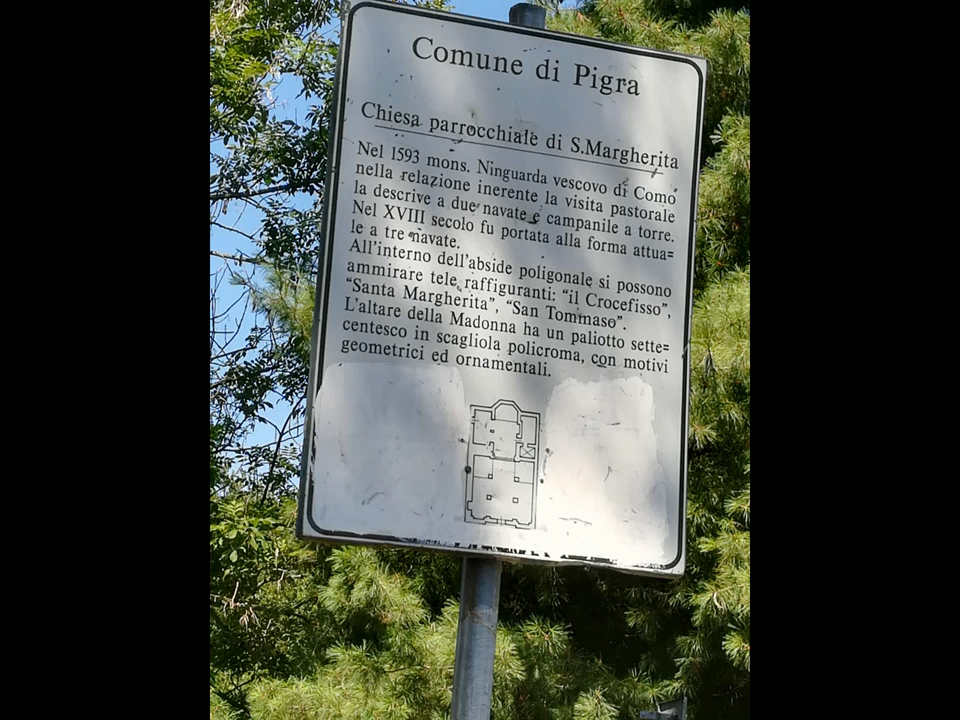 Comune di Pigra
Chiesa parrocchiale di S.Margherita
Nel 1593 mons. Ninguarda vescovo di Como
nella relazione inerente la visita pastorale
la descrive a due navate e campanile a torre.
Nel XVIII secolo fu portata alla forma attua=
le a tre navate.
All'interno dell'abside poligonale si possono
ammirare tele raffiguranti: “il Crocefisso”,
“Santa Margherita”, “San Tommaso”.
L'altare della Madonna ha un paliotto sette=
centesco in scagliola policroma, con motivi
geometrici ed ornamentali.